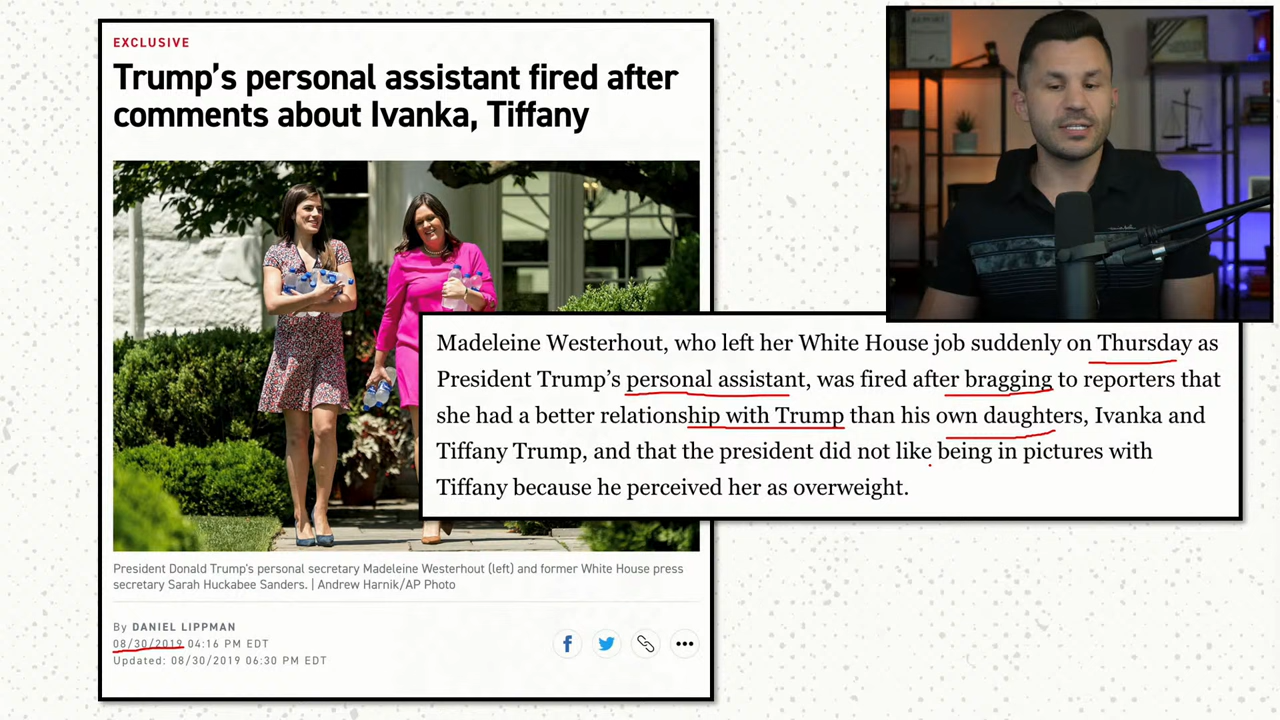 EXCLUSIVE
Trump’s personal assistant fired after
comments about Ivanka, Tiffany
Madeleine Westerhout, who left her White House job suddenly on Thursday as
President Trump’s personal assistant, was fired after bragging to reporters that
she had a better relationship with Trump than his own daughters, Ivanka and
Tiffany Trump, and that the president did not like being in pictures with
Tiffany because he perceived her as overweight.
President Donald Trump's personal secretary Madeleine Westerhout (left) and former White House press
secretary Sarah Huckabee Sanders. | Andrew Harnik/AP Photo
By DANIEL LIPPMAN
08/30/2019 04:16 PM EDT
Updated: 08/30/2019 06:30 PM EDT